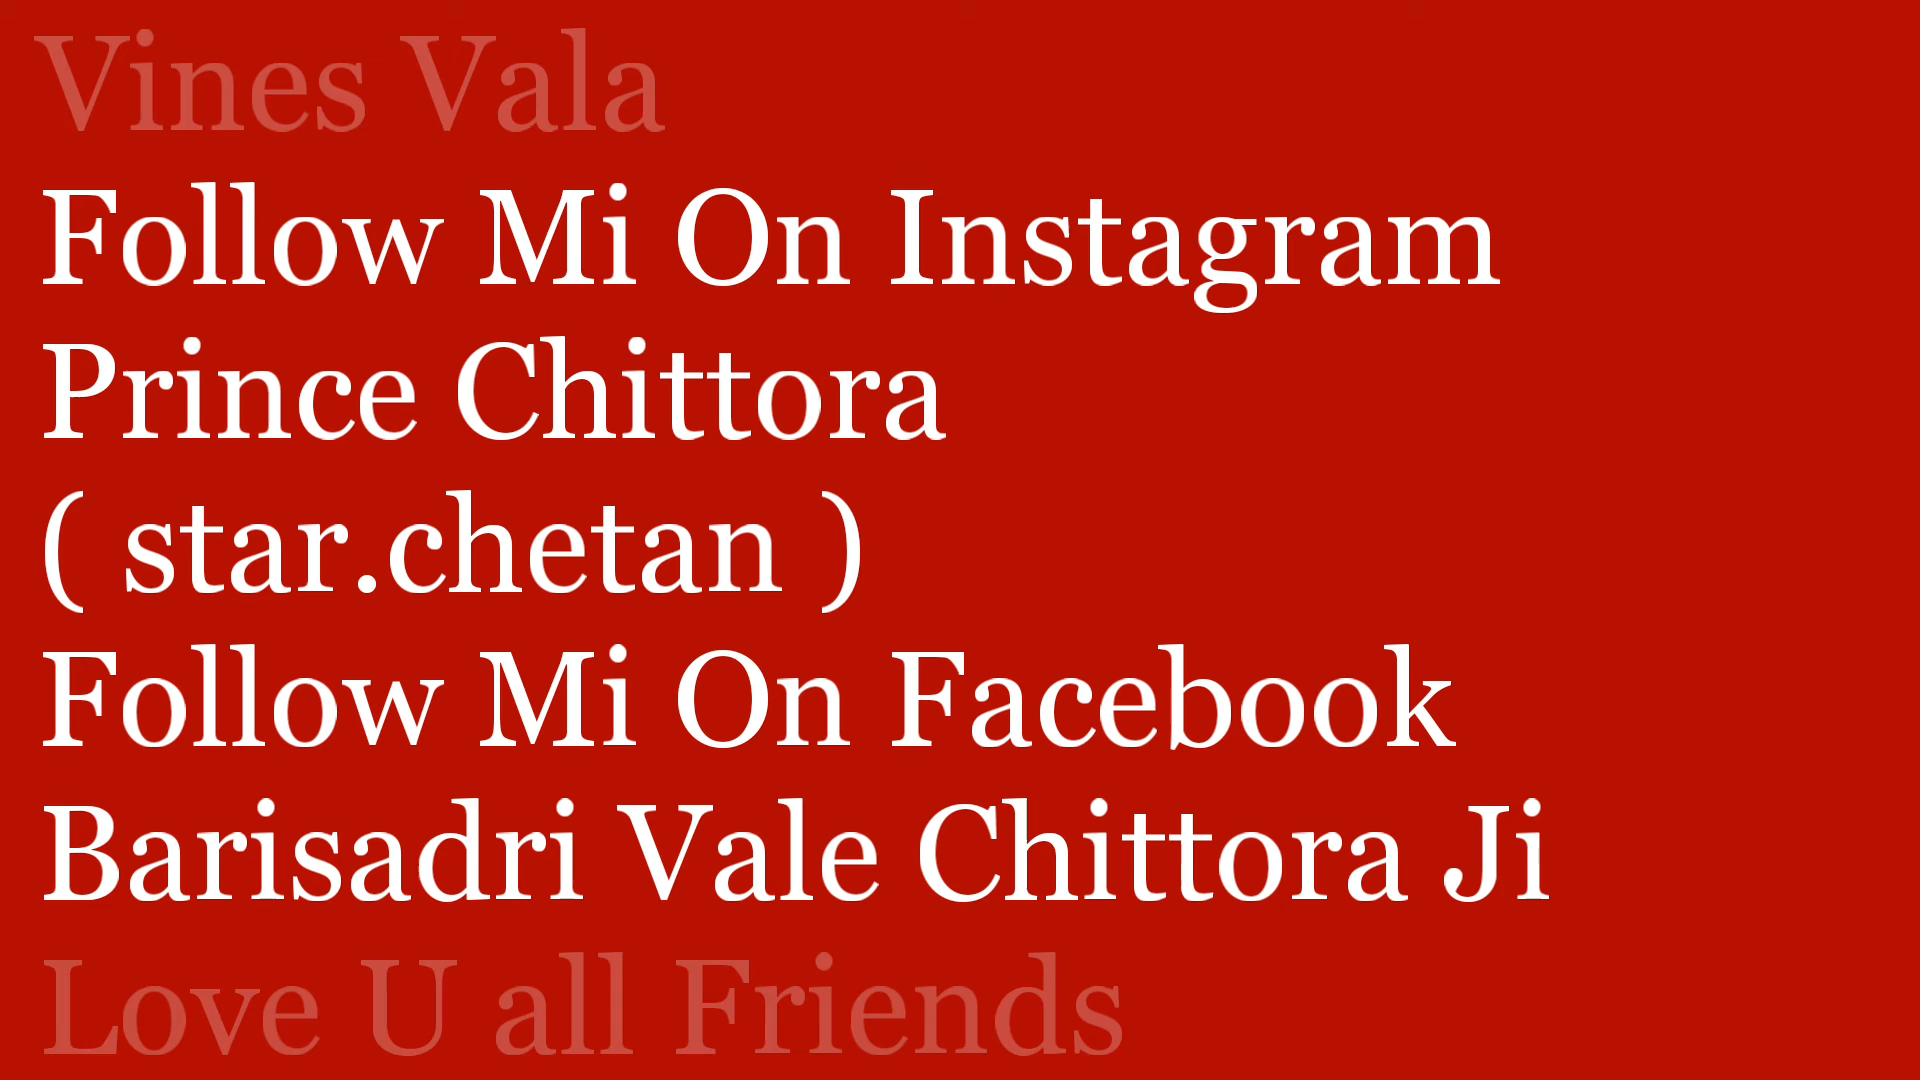 Vines Vala
Follow Mi On Instagram
Prince Chittora
( star.chetan )
Follow Mi On Facebook
Barisadri Vale Chittora Ji
Love U all Friends